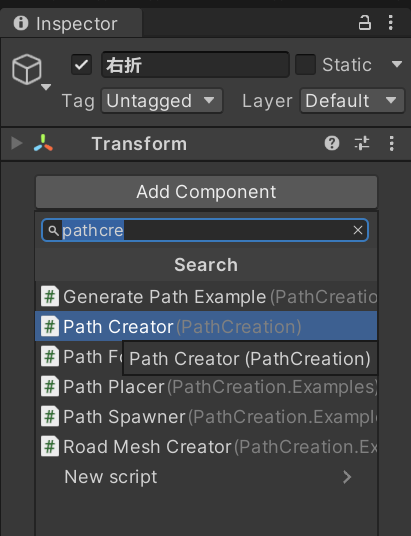 Inspector
右折
Static
Tag Untagged Layer Default
Transform
Add Component
pathcre
Search
Generate Path Example (PathCreatio
Path Creator (PathCreation)
Path Fo
Path Creator (PathCreation)
Path Placer (PathCreation.Examples)
Path Spawner (PathCreation.Exampl
Road Mesh Creator (PathCreation.Ex
New script